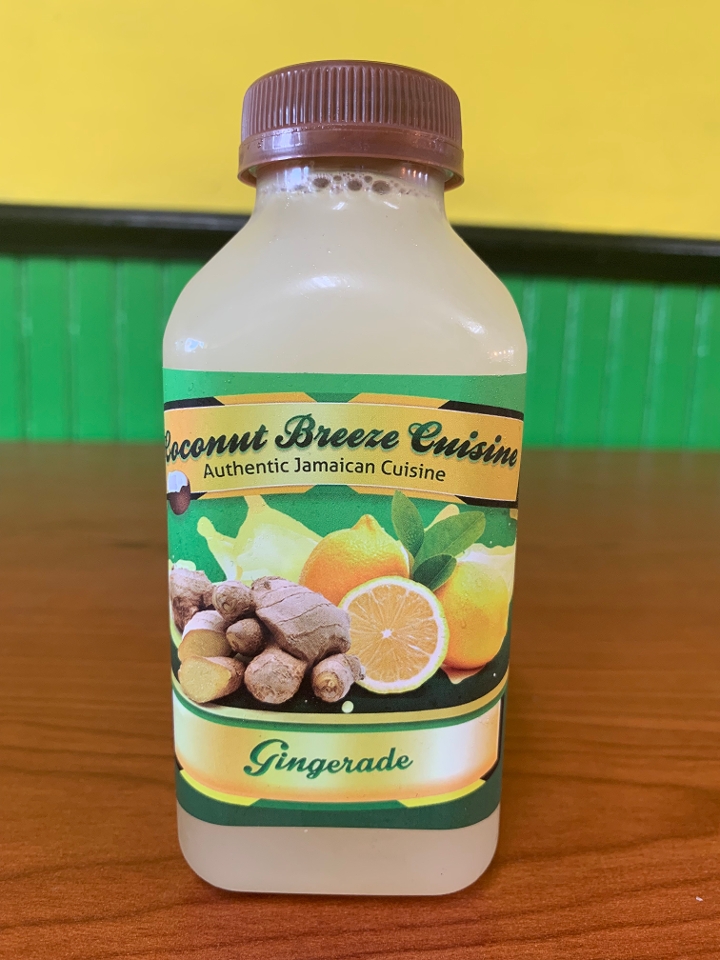 Coconut Breeze Cuisine
Authentic Jamaican Cuisine
Gingerade